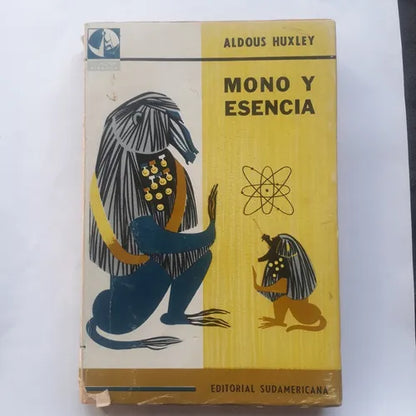 ALDOUS HUXLEY
MONO Y
ESENCIA
EDITORIAL SUDAMERICANA